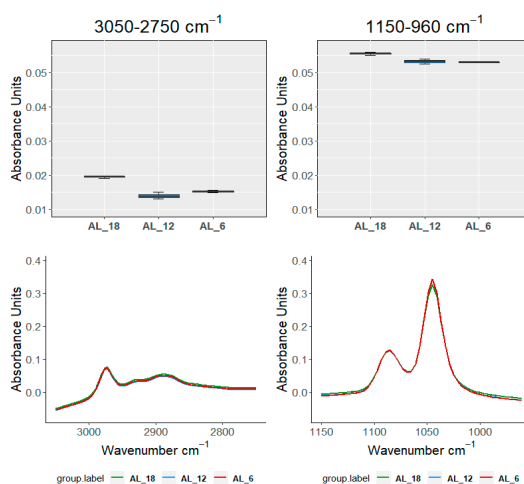 3050-2750 cm⁻¹
1150-960 cm⁻¹
Absorbance Units
0.05
0.04
0.03
0.02
0.01
AL_18 AL_12 AL_6
Absorbance Units
0.05
0.04
0.03
0.02
0.01
AL_18 AL_12 AL_6
Absorbance Units
0.4
0.3
0.2
0.1
0.0
3000 2900 2800
Wavenumber cm⁻¹
Absorbance Units
0.4
0.3
0.2
0.1
0.0
1150 1100 1050 1000
Wavenumber cm⁻¹
group.label AL_18 AL_12 AL_6
group.label AL_18 AL_12 AL_6